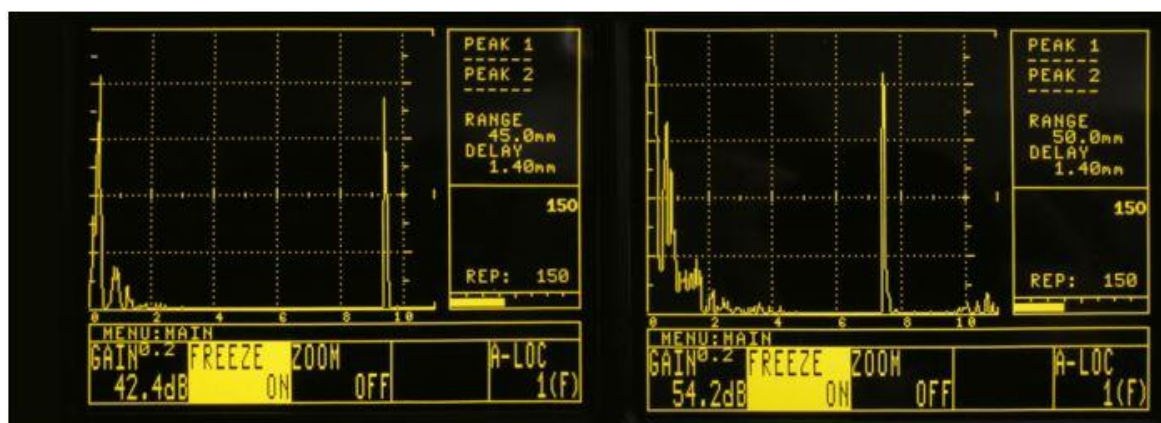 PEAK 1
------
PEAK 2
------
RANGE
45.0mm
DELAY
1.40mm
150
REP: 150
0 2 4 6 8 10
MENU:MAIN
GAIN0.2 FREEZE ZOOM A-LOC
42.4dB ON OFF 1(F)
PEAK 1
------
PEAK 2
------
RANGE
50.0mm
DELAY
1.40mm
150
REP: 150
0 2 4 6 8 10
MENU:MAIN
GAIN0.2 FREEZE ZOOM A-LOC
54.2dB ON OFF 1(F)